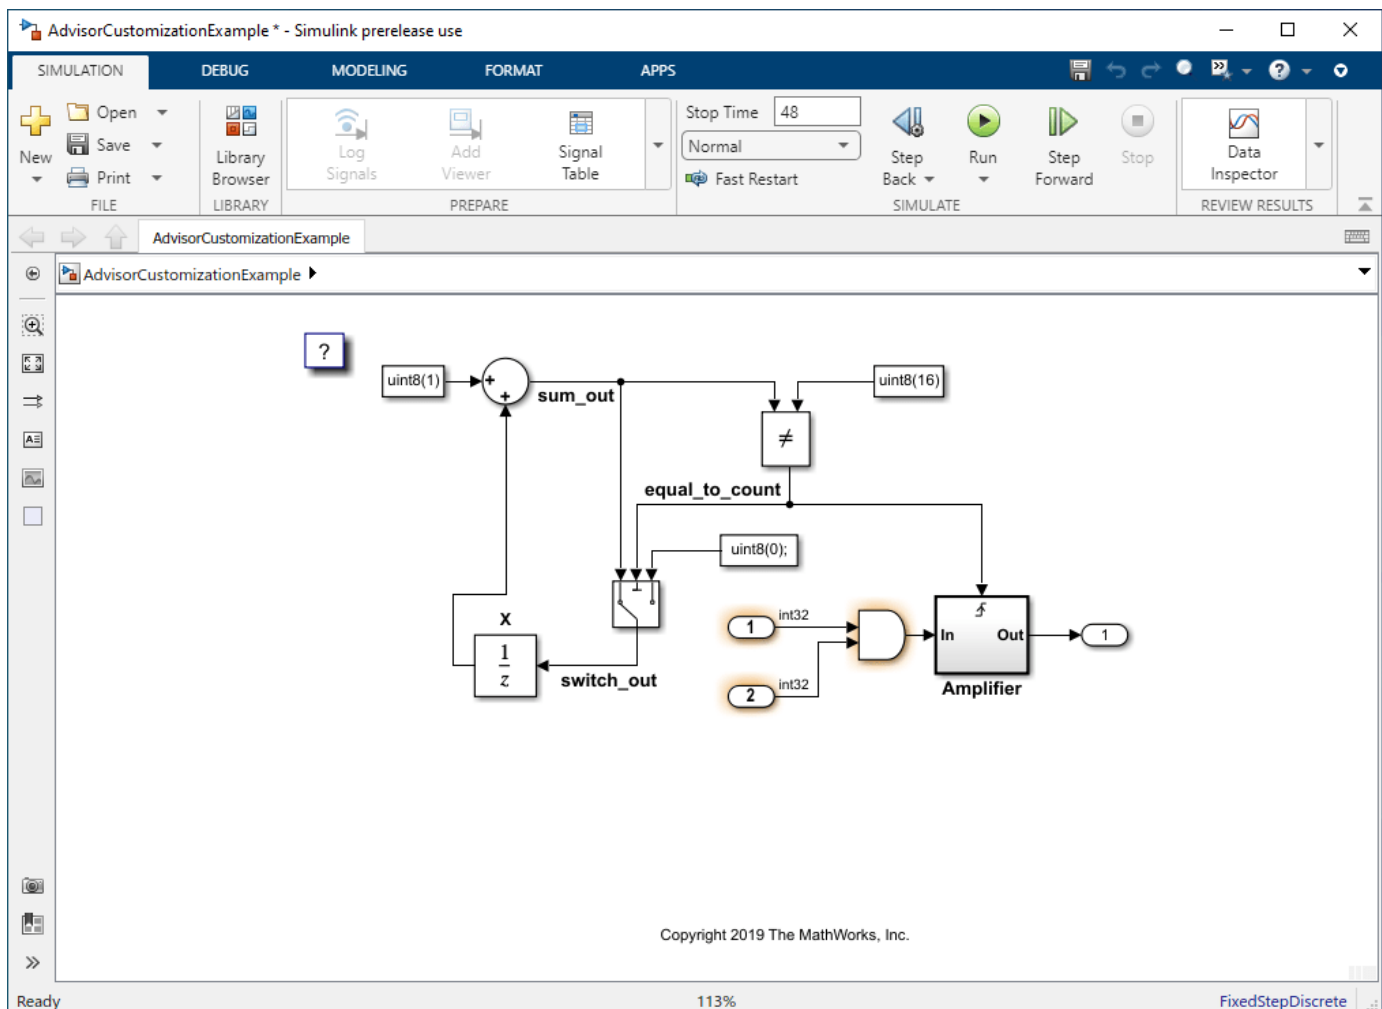 AdvisorCustomizationExample * - Simulink prerelease use
SIMULATION DEBUG MODELING FORMAT APPS
New
Open
Save
Print
FILE
Library
Browser
LIBRARY
Log
Signals
Add
Viewer
Signal
Table
PREPARE
Stop Time 48
Normal
Fast Restart
Step
Back
Run
Step
Forward
Stop
SIMULATE
Data
Inspector
REVIEW RESULTS
AdvisorCustomizationExample
AdvisorCustomizationExample
?
uint8(1)
+
+
sum_out
uint8(16)
≠
equal_to_count
uint8(0);
X
1
z
switch_out
1
int32
2
int32
In Out
Amplifier
1
Copyright 2019 The MathWorks, Inc.
Ready 113% FixedStepDiscrete